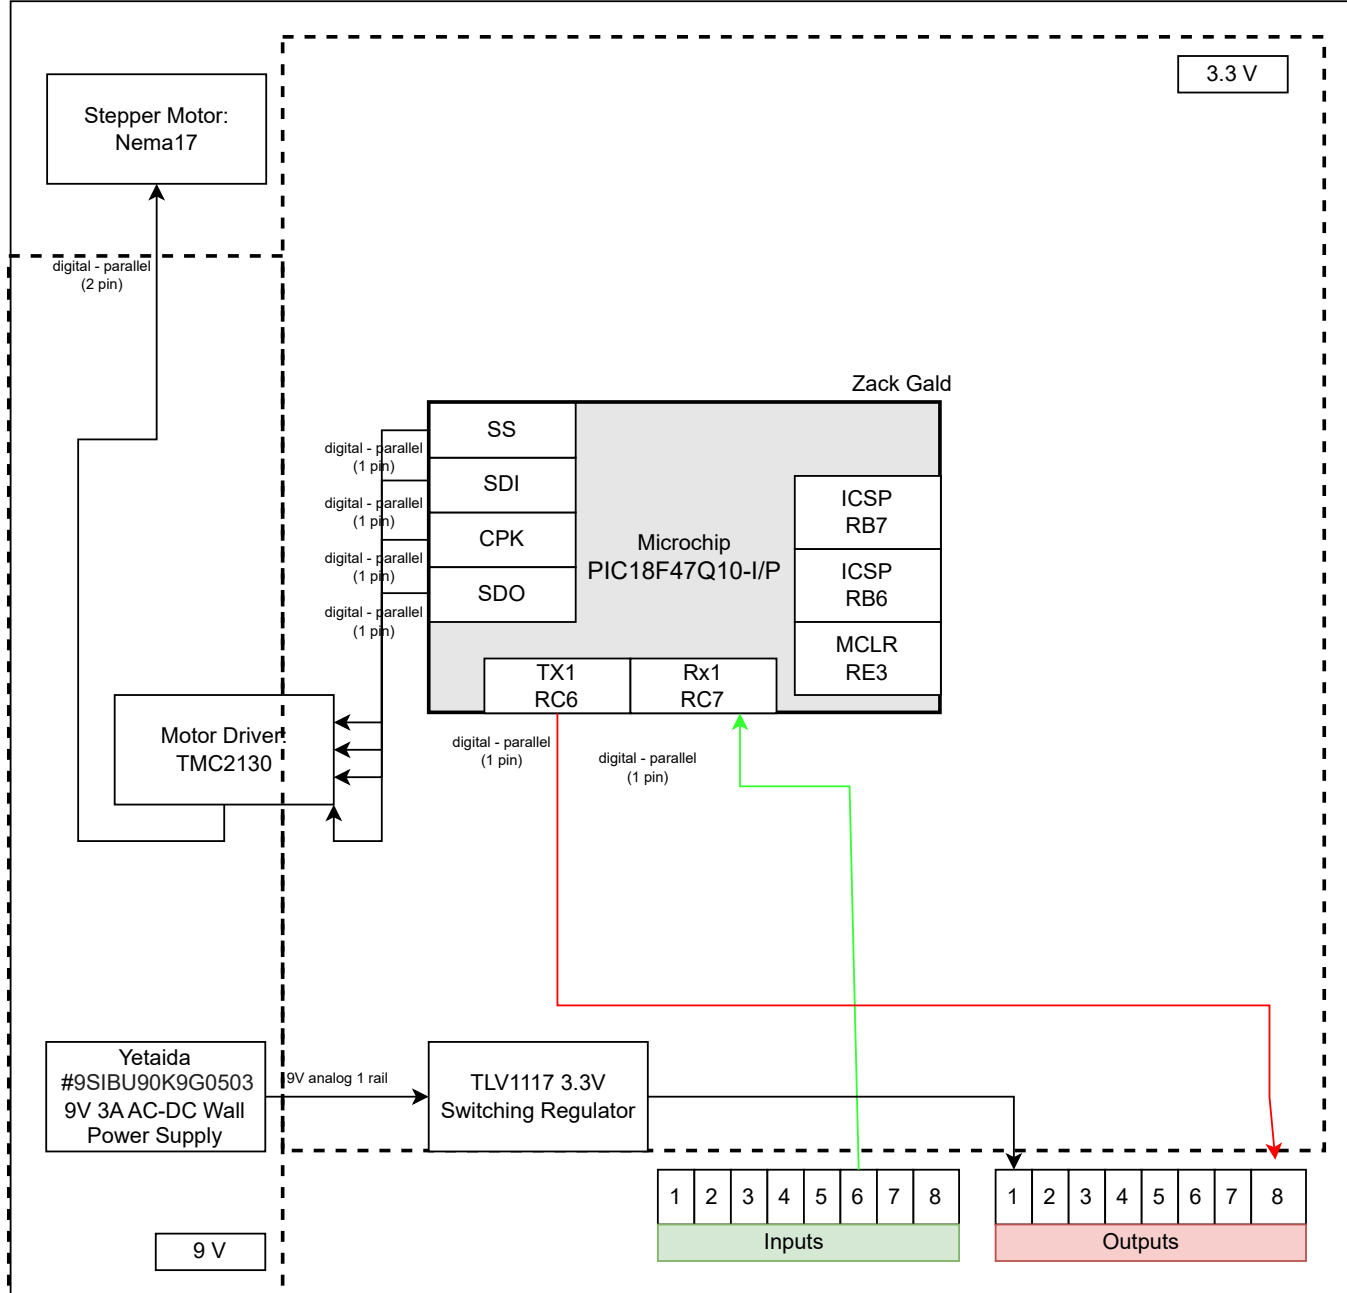 3.3 V
Stepper Motor:
Nema17
digital - parallel
(2 pin)
Zack Gald
SS
digital - parallel
(1 pin)
SDI
digital - parallel
(1 pin)
CPK
digital - parallel
(1 pin)
SDO
digital - parallel
(1 pin)
Microchip
PIC18F47Q10-I/P
ICSP
RB7
ICSP
RB6
MCLR
RE3
TX1
RC6
Rx1
RC7
digital - parallel
(1 pin)
digital - parallel
(1 pin)
Motor Driver:
TMC2130
Yetaida
#9SIBU90K9G0503
9V 3A AC-DC Wall
Power Supply
9V analog 1 rail
TLV1117 3.3V
Switching Regulator
1 2 3 4 5 6 7 8
Inputs
1 2 3 4 5 6 7 8
Outputs
9 V